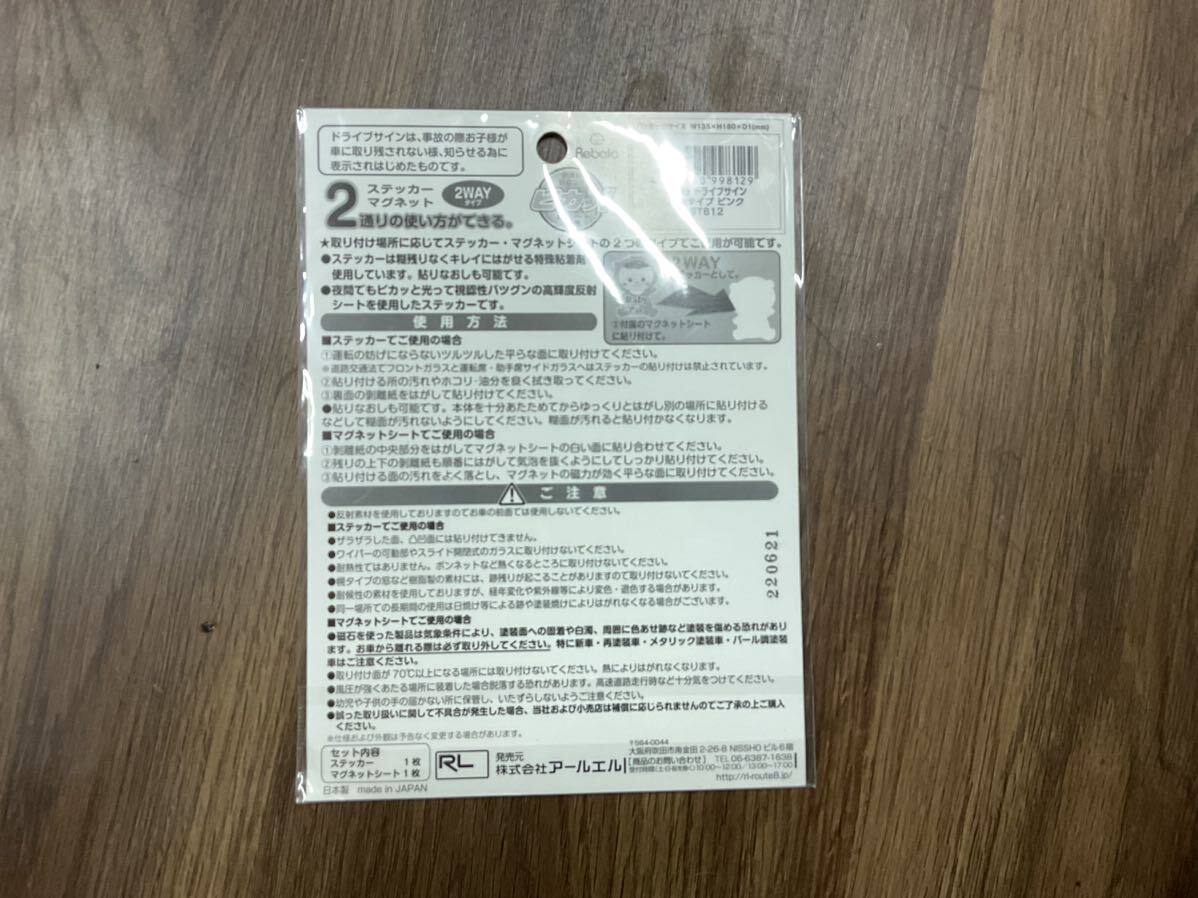 ドライブサインは、事故の際お子様が
車に取り残されない様、知らせる為に
表示されはじめたものです。
サイズ W135×H180×D1(mm)
Rebolo
998129
ドライブサイン
タイプ ピンク
ST612
2 ステッカー
マグネット
2WAY
タイプ
通りの使い方ができる。
★取り付け場所に応じてステッカー・マグネットシートの2つのタイプでご使用が可能です。
●ステッカーは糊残りなくキレイにはがせる特殊粘着剤
使用しています。貼りなおしも可能です。
●夜間でもピカッと光って視認性バツグンの高輝度反射
シートを使用したステッカーです。
2WAY
ステッカーとして。
②付属のマグネットシート
に貼り付けて。
使用方法
■ステッカーでご使用の場合
①運転の妨げにならないツルツルした平らな面に取り付けてください。
※道路交通法でフロントガラスと運転席・助手席サイドガラスへはステッカーの貼り付けは禁止されています。
②貼り付ける所の汚れやホコリ・油分を良く拭き取ってください。
③裏面の剥離紙をはがして貼り付けてください。
●貼りなおしも可能です。本体を十分あたためてからゆっくりとはがし別の場所に貼り付ける
などして糊面が汚れないようにしてください。糊面が汚れると貼り付かなくなります。
■マグネットシートでご使用の場合
①剥離紙の中央部分をはがしてマグネットシートの白い面に貼り合わせてください。
②残りの上下の剥離紙も順番にはがして気泡を抜くようにしてしっかり貼り付けてください。
③貼り付ける面の汚れをよく落とし、マグネットの磁力が効く平らな面に取付けてください。
ご注意
●反射素材を使用しておりますのでお車の前面では使用しないでください。
■ステッカーでご使用の場合
●ザラザラした面、凸凹面には貼り付けできません。
●ワイパーの可動部やスライド開閉式のガラスに取り付けないでください。
●耐熱性ではありません。ボンネットなど熱くなるところに取り付けないでください。
●幌タイプの窓など樹脂製の素材には、跡残りが起こることがありますので取り付けないでください。
●耐候性の素材を使用しておりますが、経年変化や紫外線等により変色・退色する場合があります。
●同一場所での長期間の使用は日焼け等による跡や塗装焼けによりはがれなくなる場合がございます。
220621
■マグネットシートでご使用の場合
●磁石を使った製品は気象条件により、塗装面への固着や白濁、周囲に色あせ跡など塗装を傷める恐れがあり
ます。お車から離れる際は必ず取り外してください。特に新車・再塗装車・メタリック塗装車・パール調塗装
車はご注意ください。
●取り付け面が70℃以上になる場所には取り付けないでください。熱によりはがれなくなります。
●風圧が強くあたる場所に装着した場合脱落する恐れがあります。高速道路走行時など十分気をつけてください。
●幼児や子供の手の届かない所に保管し、いたずらしないようご注意ください。
●誤った取り扱いに関して不具合が発生した場合、当社および小売店は補償に応じられませんのでご了承の上ご購入
ください。
※仕様および外観は予告なく変更する場合があります。
セット内容
ステッカー 1枚
マグネットシート 1枚
日本製 made in JAPAN
RL
発売元
株式会社アールエル
〒564-0044
大阪府吹田市南金田2-26-8 NISSHOビル6階
[商品のお問い合わせ] TEL 06-6387-1638
受付時間(土・日・祝を除く)10:00〜12:00/13:00〜17:00
http://rl-route8.jp/